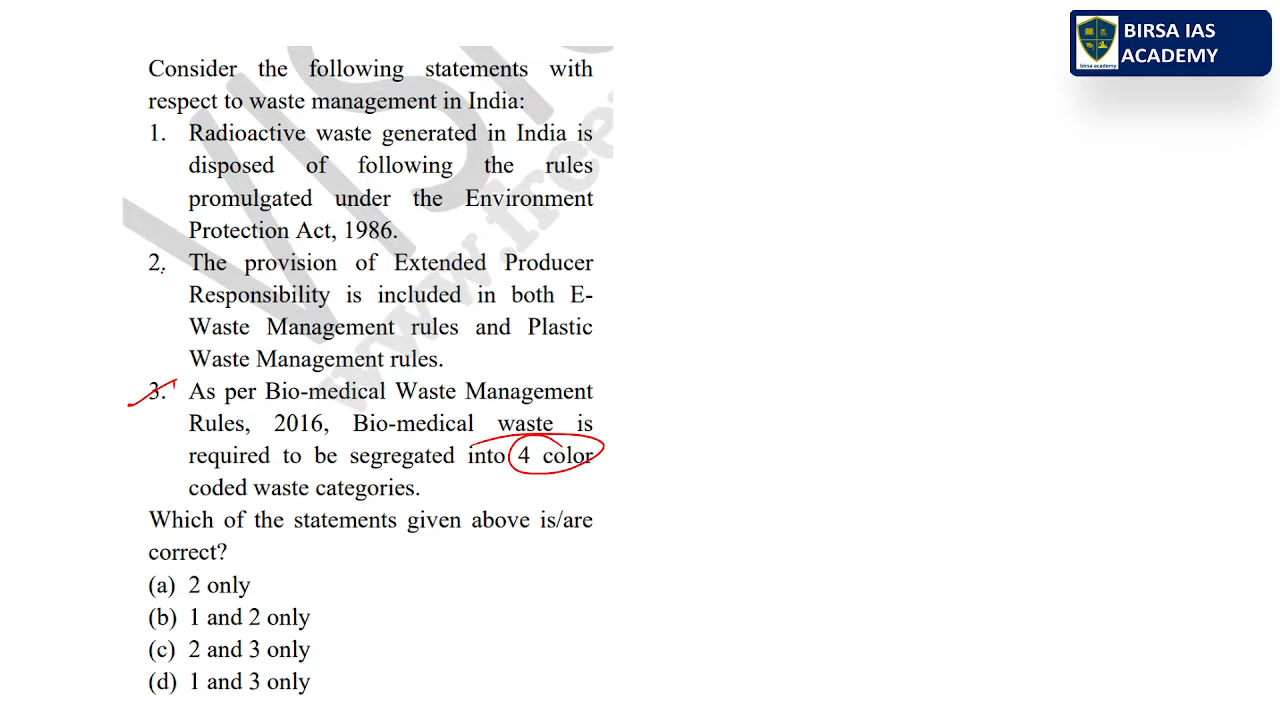 BIRSA IAS
ACADEMY
birsa academy
Consider the following statements with
respect to waste management in India:
1. Radioactive waste generated in India is
disposed of following the rules
promulgated under the Environment
Protection Act, 1986.
2. The provision of Extended Producer
Responsibility is included in both E-
Waste Management rules and Plastic
Waste Management rules.
3. As per Bio-medical Waste Management
Rules, 2016, Bio-medical waste is
required to be segregated into 4 color
coded waste categories.
Which of the statements given above is/are
correct?
(a) 2 only
(b) 1 and 2 only
(c) 2 and 3 only
(d) 1 and 3 only
VISI
www.free